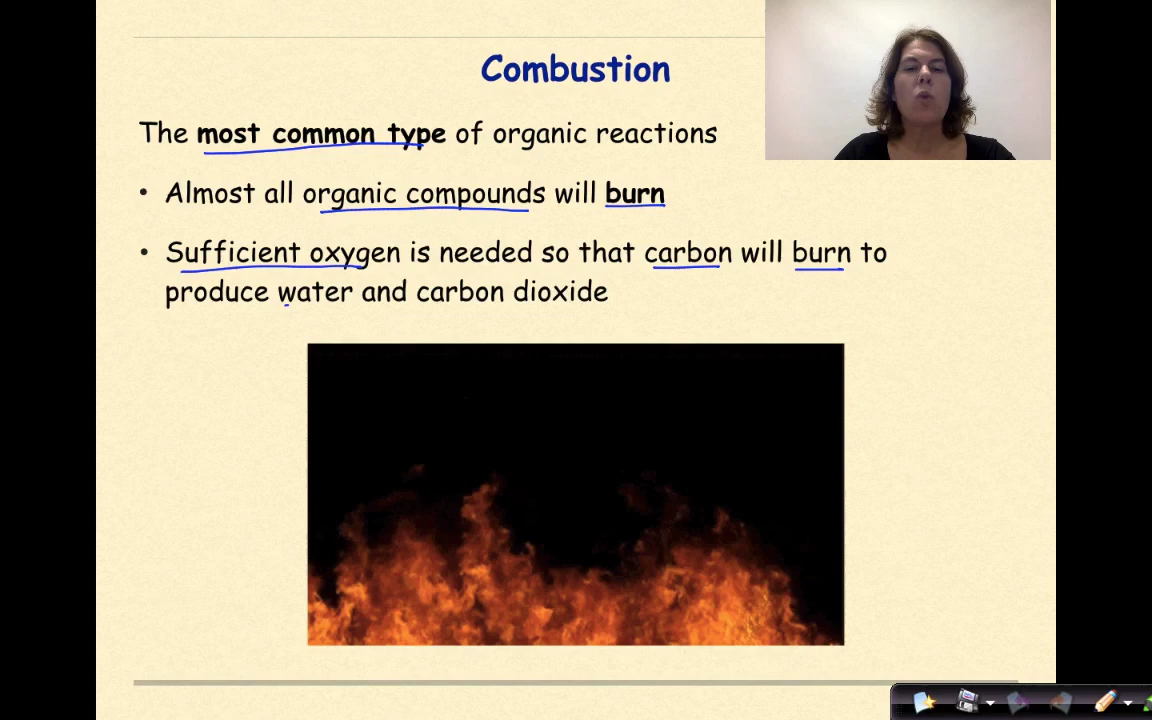 Combustion
The most common type of organic reactions
• Almost all organic compounds will burn
• Sufficient oxygen is needed so that carbon will burn to
produce water and carbon dioxide